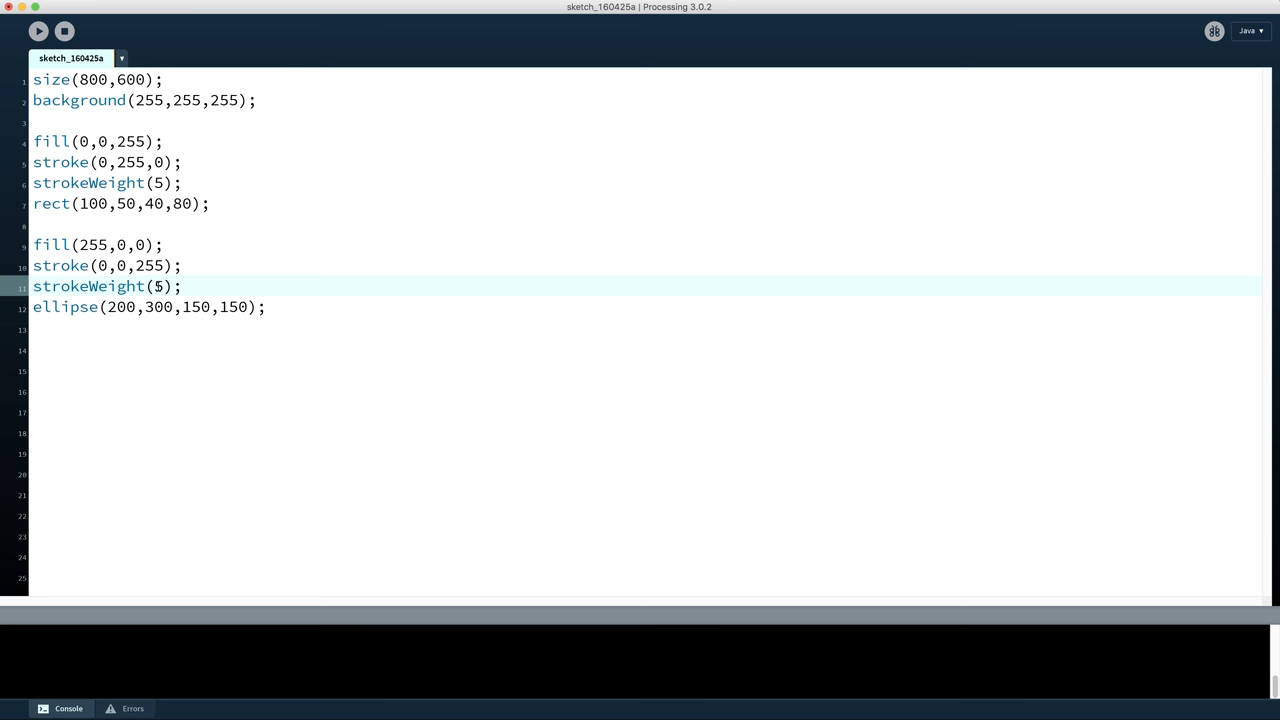 sketch_160425a | Processing 3.0.2
Java ▾
sketch_160425a ▾
1 size(800,600);
2 background(255,255,255);
3
4 fill(0,0,255);
5 stroke(0,255,0);
6 strokeWeight(5);
7 rect(100,50,40,80);
8
9 fill(255,0,0);
10 stroke(0,0,255);
11 strokeWeight(5);
12 ellipse(200,300,150,150);
13
14
15
16
17
18
19
20
21
22
23
24
25
Console Errors